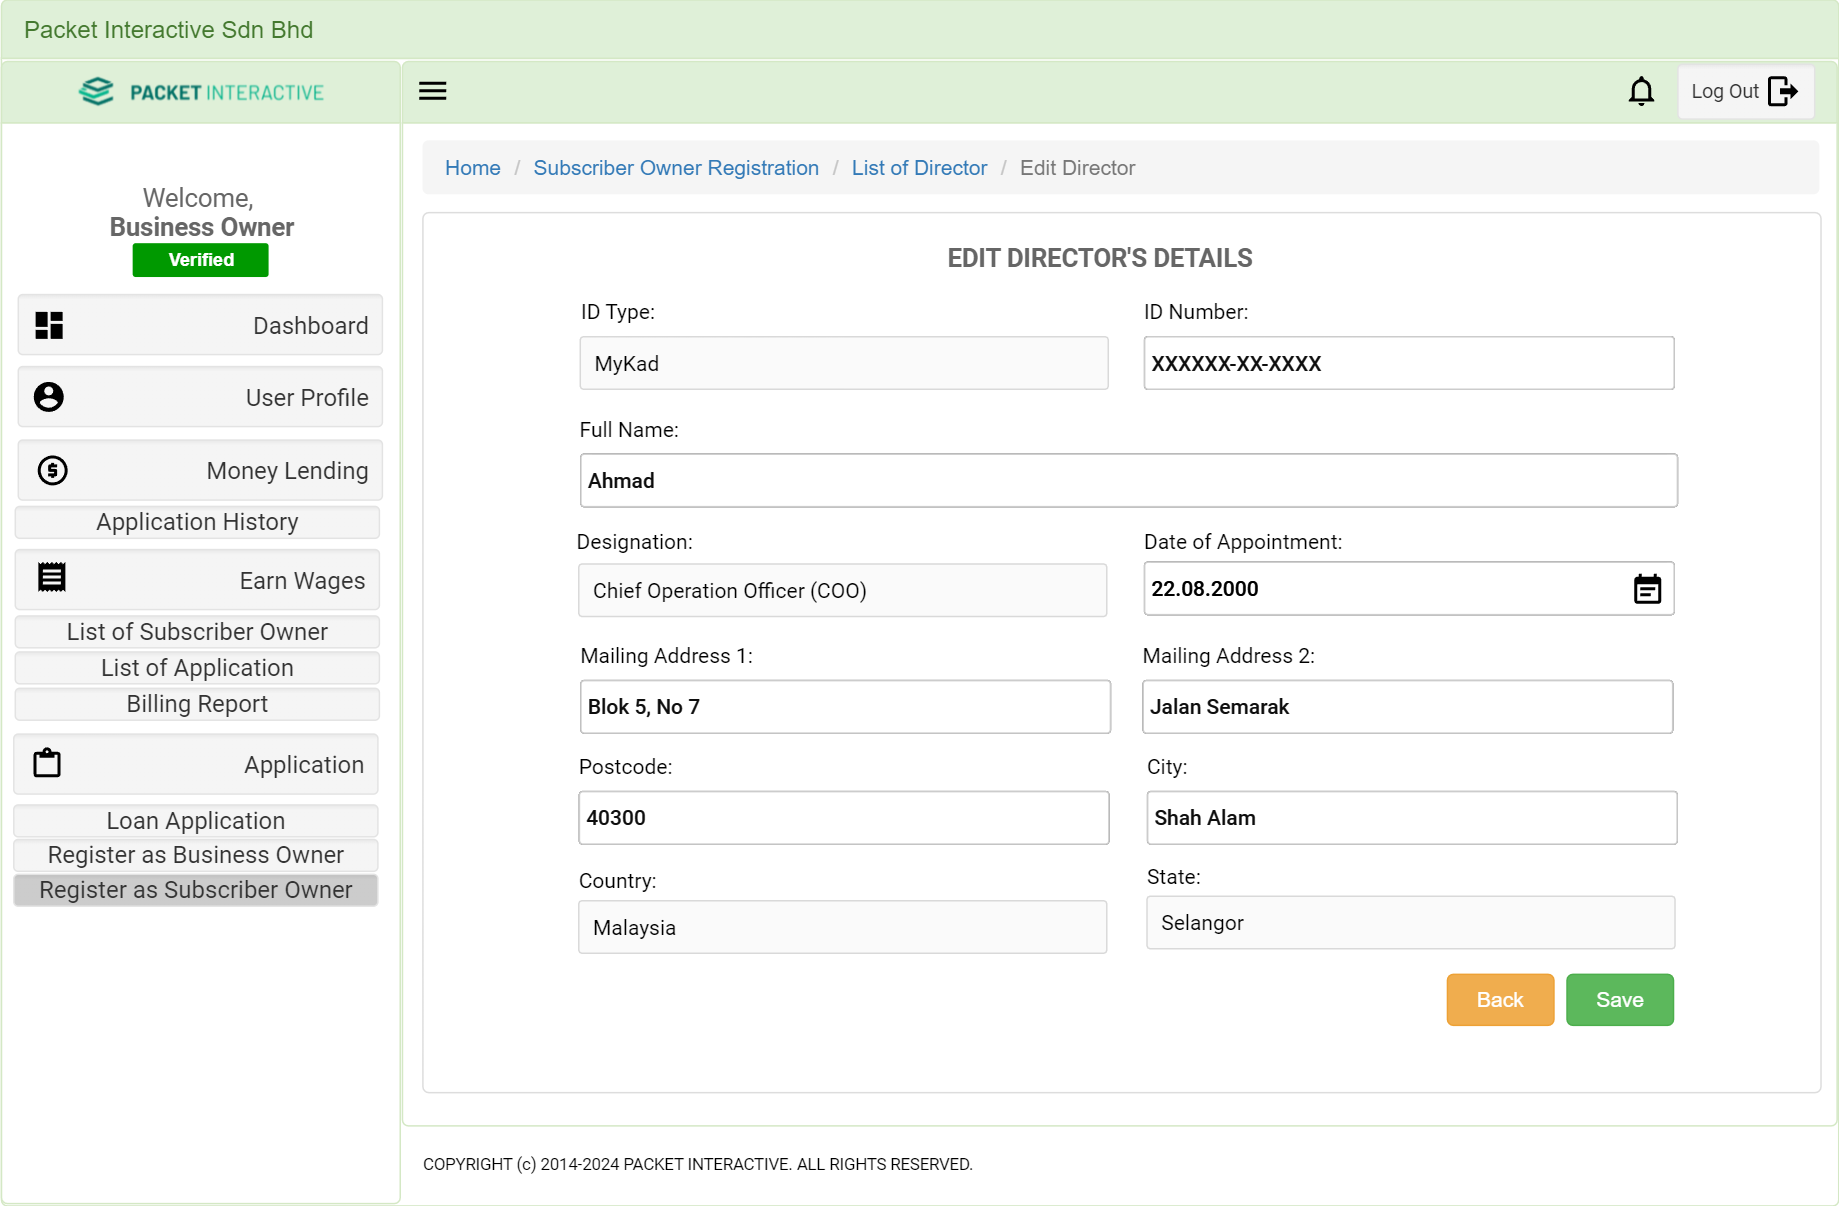 Packet Interactive Sdn Bhd
PACKET INTERACTIVE
Log Out
Welcome,
Business Owner
Verified
Dashboard
User Profile
Money Lending
Application History
Earn Wages
List of Subscriber Owner
List of Application
Billing Report
Application
Loan Application
Register as Business Owner
Register as Subscriber Owner
Home / Subscriber Owner Registration / List of Director / Edit Director
EDIT DIRECTOR'S DETAILS
ID Type:
MyKad
ID Number:
XXXXXX-XX-XXXX
Full Name:
Ahmad
Designation:
Chief Operation Officer (COO)
Date of Appointment:
22.08.2000
Mailing Address 1:
Blok 5, No 7
Mailing Address 2:
Jalan Semarak
Postcode:
40300
City:
Shah Alam
Country:
Malaysia
State:
Selangor
Back
Save
COPYRIGHT (c) 2014-2024 PACKET INTERACTIVE. ALL RIGHTS RESERVED.